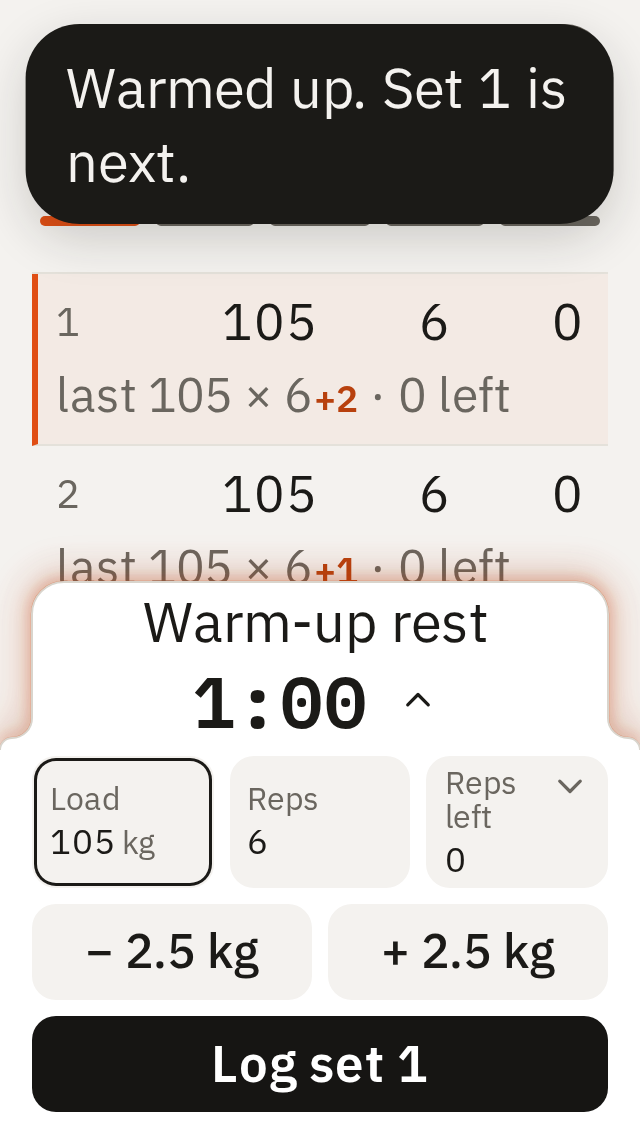 Warmed up. Set 1 is
next.
1 105 6 0
last 105 × 6+2 · 0 left
2 105 6 0
last 105 × 6+1 · 0 left
Warm-up rest
1:00
Load
105 kg
Reps
6
Reps
left
0
− 2.5 kg
+ 2.5 kg
Log set 1